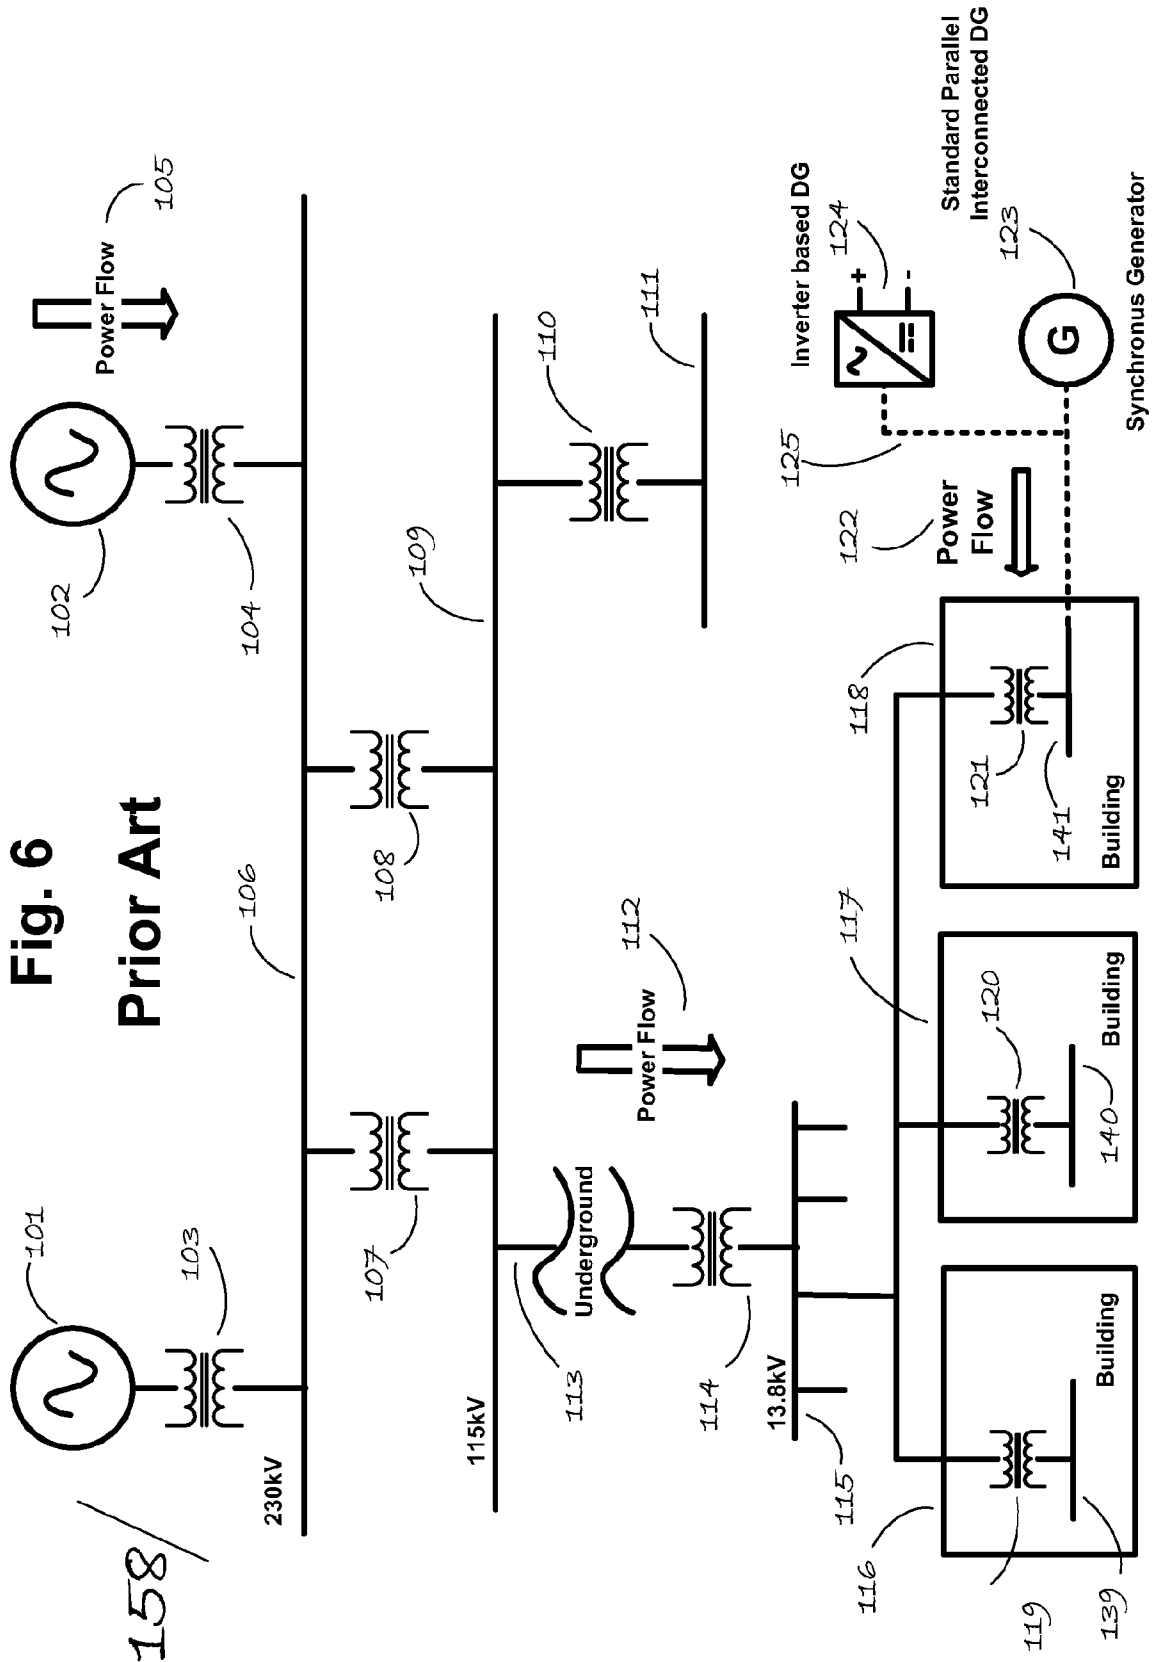 Fig. 6
Prior Art
158
101
102
103
104
Power Flow
105
230kV
106
107
108
109
115kV
110
111
113
Underground
Power Flow
112
114
13.8kV
115
116
117
118
119
139
Building
120
140
Building
121
141
Building
Power
Flow
122
125
Inverter based DG
124
+
-
~
Standard Parallel
Interconnected DG
123
G
Synchronus Generator